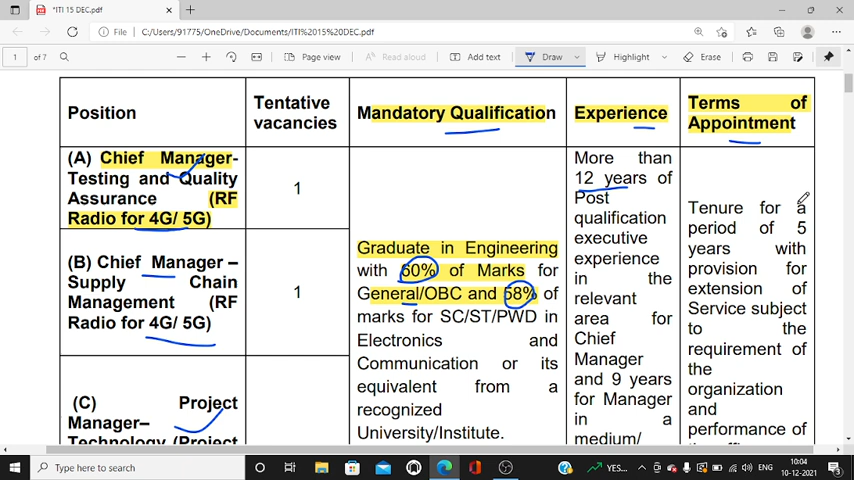 *ITI 15 DEC.pdf
File
C:/Users/91775/OneDrive/Documents/ITI%2015%20DEC.pdf
1 of 7
Page view
Read aloud
Add text
Draw
Highlight
Erase
Position
Tentative
vacancies
Mandatory Qualification
Experience
Terms of
Appointment
(A) Chief Manager-
Testing and Quality
Assurance (RF
Radio for 4G/ 5G)
1
(B) Chief Manager –
Supply Chain
Management (RF
Radio for 4G/ 5G)
1
(C) Project
Manager–
Technology (Project
Graduate in Engineering
with 60% of Marks for
General/OBC and 58% of
marks for SC/ST/PWD in
Electronics and
Communication or its
equivalent from a
recognized
University/Institute.
More than
12 years of
Post
qualification
executive
experience
in the
relevant
area for
Chief
Manager
and 9 years
for Manager
in a
medium/
Tenure for a
period of 5
years with
provision for
extension of
Service subject
to the
requirement of
the
organization
and
performance of
Type here to search
YES...
ENG
10:04
10-12-2021
3